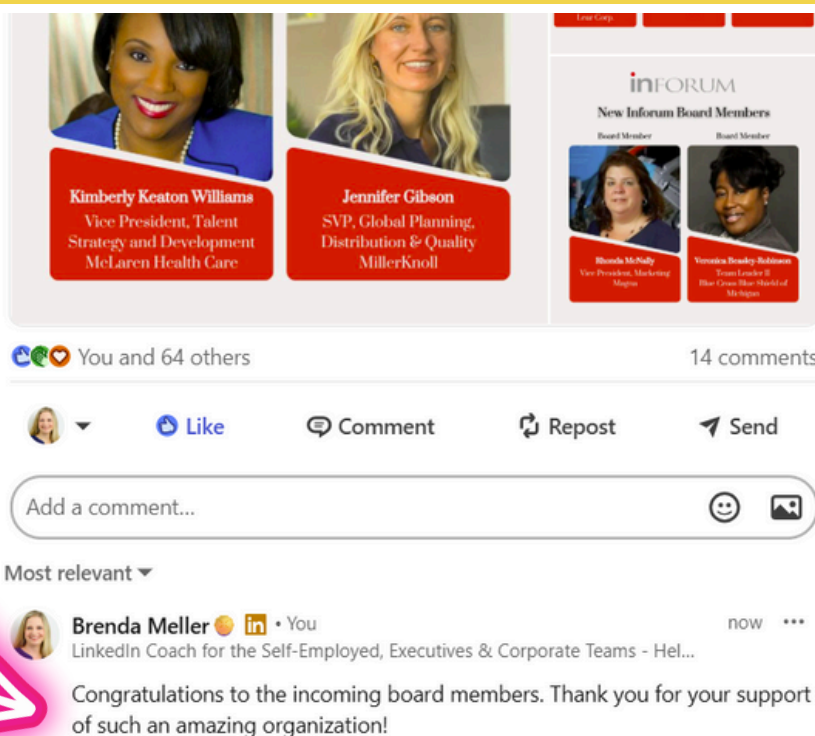 Lear Corp.
inFORUM
New Inforum Board Members
Board Member Board Member
Kimberly Keaton Williams
Vice President, Talent
Strategy and Development
McLaren Health Care
Jennifer Gibson
SVP, Global Planning,
Distribution & Quality
MillerKnoll
Rhonda McNally
Vice President, Marketing
Magna
Veronica Beasley-Robinson
Team Leader II
Blue Cross Blue Shield of
Michigan
You and 64 others 14 comments
Like Comment Repost Send
Add a comment...
Most relevant
Brenda Meller in • You now •••
LinkedIn Coach for the Self-Employed, Executives & Corporate Teams - Hel...
Congratulations to the incoming board members. Thank you for your support
of such an amazing organization!